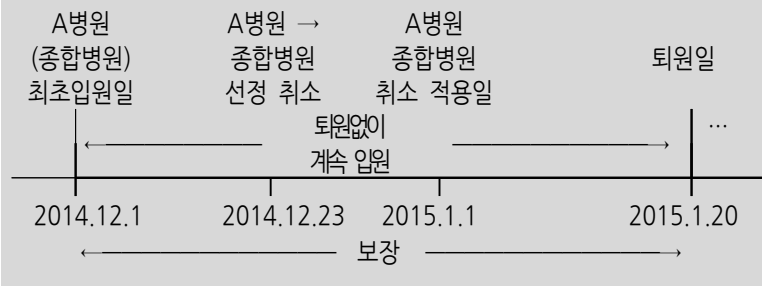 A병원
(종합병원)
최초입원일
A병원 →
종합병원
선정 취소
A병원
종합병원
취소 적용일
퇴원일
퇴원없이
계속 입원
…
2014.12.1
2014.12.23
2015.1.1
2015.1.20
보장